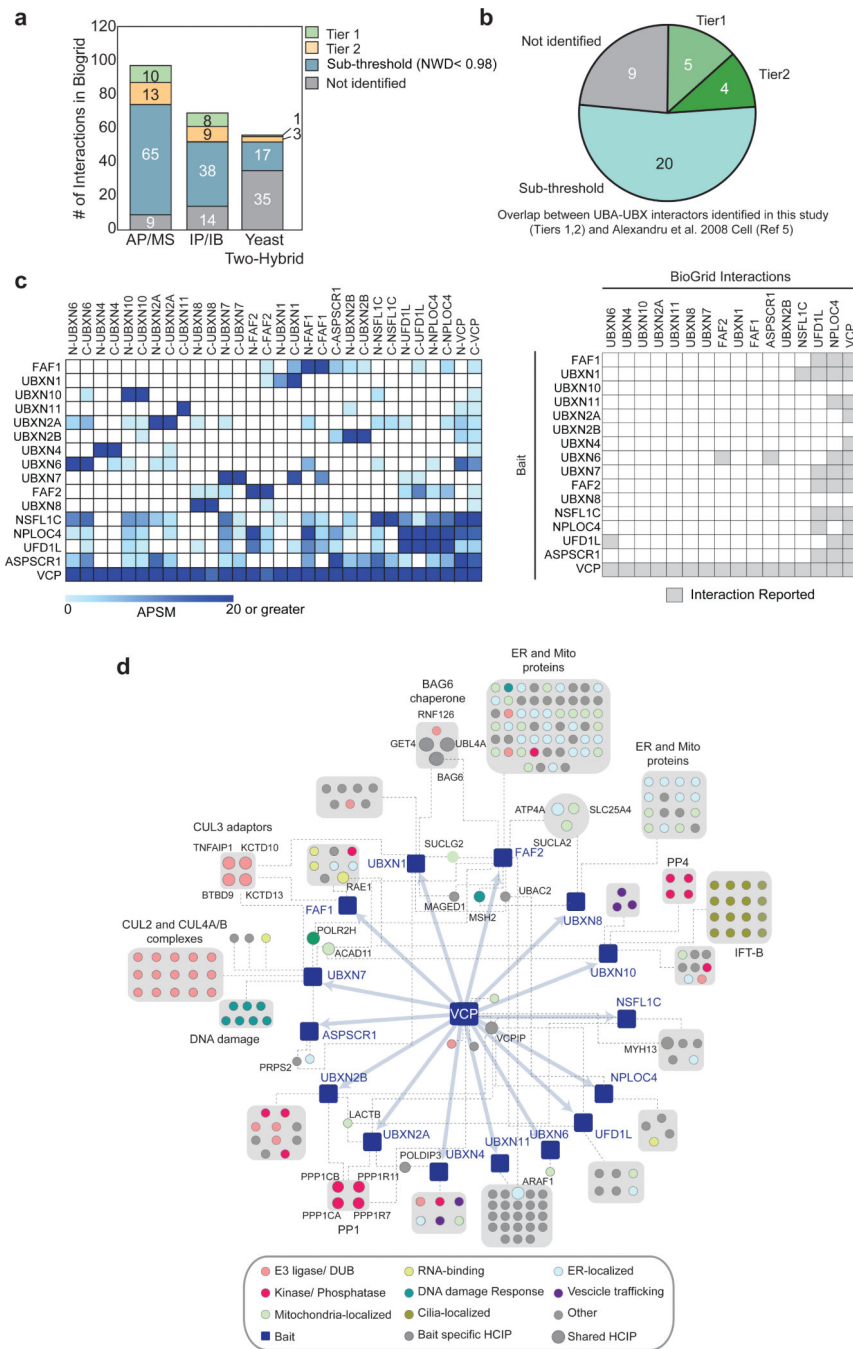 a
# of Interactions in Biogrid
120
100
80
60
40
20
0
10
13
65
9
8
9
38
14
1
3
17
35
AP/MS
IP/IB
Yeast
Two-Hybrid
Tier 1
Tier 2
Sub-threshold (NWD< 0.98)
Not identified
b
Tier1
Not identified
9
5
Tier2
4
20
Sub-threshold
Overlap between UBA-UBX interactors identified in this study
(Tiers 1,2) and Alexandru et al. 2008 Cell (Ref 5)
c
N-UBXN6
C-UBXN6
N-UBXN4
C-UBXN4
N-UBXN10
C-UBXN10
N-UBXN2A
C-UBXN2A
C-UBXN11
N-UBXN8
C-UBXN8
N-UBXN7
C-UBXN7
N-FAF2
C-FAF2
N-UBXN1
C-UBXN1
N-FAF1
C-FAF1
C-ASPSCR1
N-UBXN2B
C-UBXN2B
N-NSFL1C
C-NSFL1C
N-UFD1L
C-UFD1L
N-NPLOC4
C-NPLOC4
N-VCP
C-VCP
FAF1
UBXN1
UBXN10
UBXN11
UBXN2A
UBXN2B
UBXN4
UBXN6
UBXN7
FAF2
UBXN8
NSFL1C
NPLOC4
UFD1L
ASPSCR1
VCP
0
APSM
20 or greater
BioGrid Interactions
UBXN6
UBXN4
UBXN10
UBXN2A
UBXN11
UBXN8
UBXN7
FAF2
UBXN1
FAF1
ASPSCR1
UBXN2B
NSFL1C
UFD1L
NPLOC4
VCP
Bait
FAF1
UBXN1
UBXN10
UBXN11
UBXN2A
UBXN2B
UBXN4
UBXN6
UBXN7
FAF2
UBXN8
NSFL1C
NPLOC4
UFD1L
ASPSCR1
VCP
Interaction Reported
d
ER and Mito
proteins
BAG6
chaperone
RNF126
GET4
UBL4A
BAG6
ER and Mito
proteins
ATP4A
SLC25A4
SUCLA2
CUL3 adaptors
TNFAIP1
KCTD10
BTBD9
KCTD13
SUCLG2
UBXN1
FAF2
RAE1
FAF1
MAGED1
MSH2
UBAC2
UBXN8
PP4
IFT-B
UBXN10
POLR2H
ACAD11
CUL2 and CUL4A/B
complexes
UBXN7
DNA damage
ASPSCR1
PRPS2
VCP
VCPIP
NSFL1C
MYH13
NPLOC4
UBXN2B
LACTB
UBXN2A
UBXN4
UBXN11
UBXN6
UFD1L
POLDIP3
ARAF1
PPP1CB
PPP1R11
PPP1CA
PPP1R7
PP1
E3 ligase/ DUB
RNA-binding
ER-localized
Kinase/ Phosphatase
DNA damage Response
Vescicle trafficking
Mitochondria-localized
Cilia-localized
Other
Bait
Bait specific HCIP
Shared HCIP